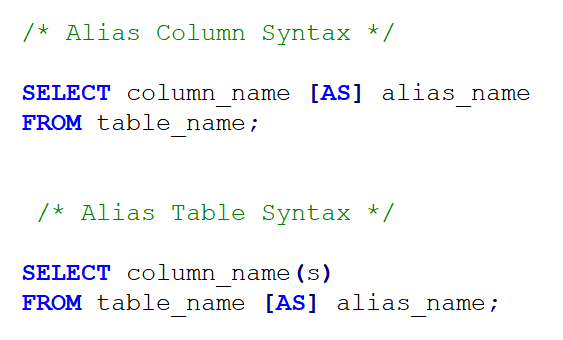 /* Alias Column Syntax */
SELECT column_name [AS] alias_name
FROM table_name;
/* Alias Table Syntax */
SELECT column_name(s)
FROM table_name [AS] alias_name;